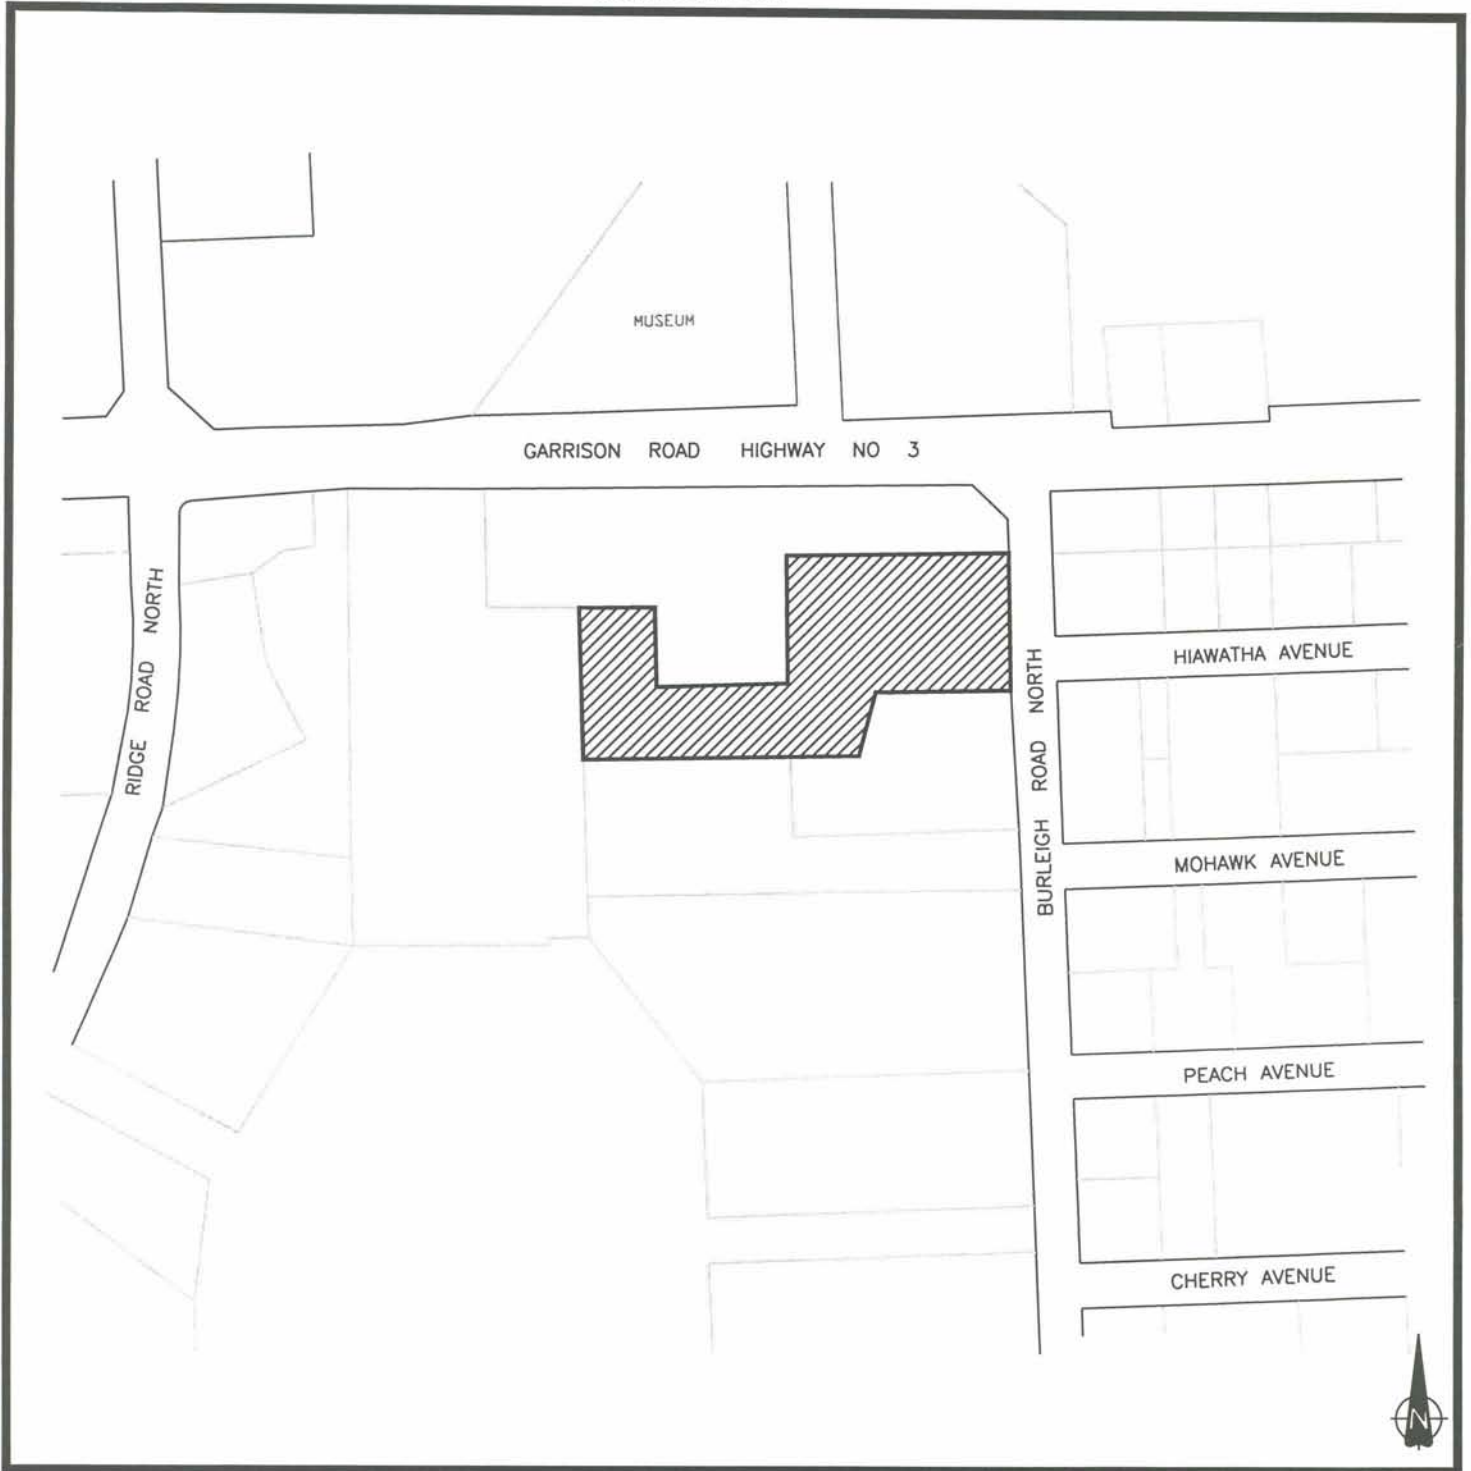 MUSEUM
GARRISON ROAD HIGHWAY NO 3
RIDGE ROAD NORTH
BURLEIGH ROAD NORTH
HIAWATHA AVENUE
MOHAWK AVENUE
PEACH AVENUE
CHERRY AVENUE
N